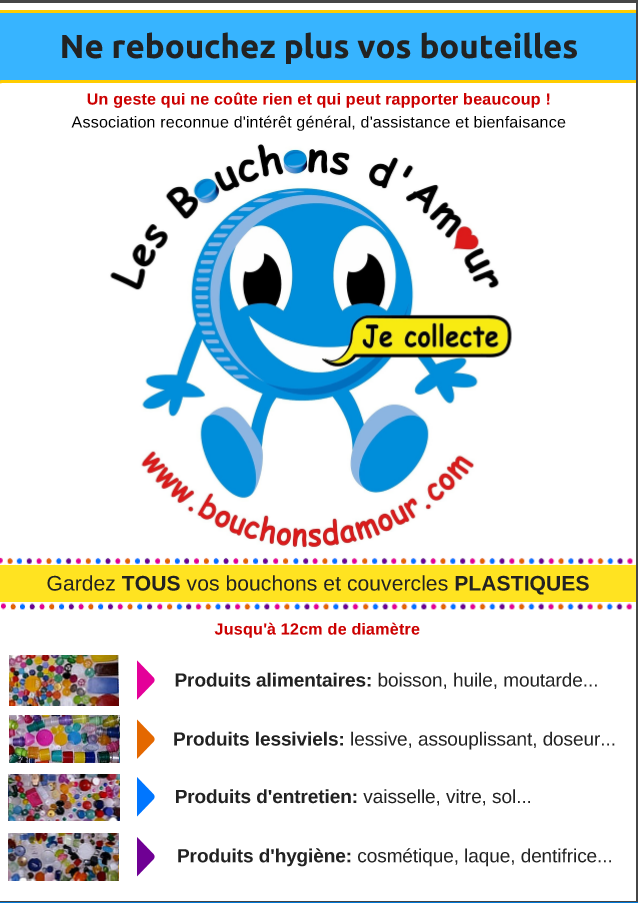 Ne rebouchez plus vos bouteilles
Un geste qui ne coûte rien et qui peut rapporter beaucoup !
Association reconnue d'intérêt général, d'assistance et bienfaisance
Les Bouchons d'Amour
Je collecte
www.bouchonsdamour.com
Gardez TOUS vos bouchons et couvercles PLASTIQUES
Jusqu'à 12cm de diamètre
Produits alimentaires: boisson, huile, moutarde...
Produits lessiviels: lessive, assouplissant, doseur...
Produits d'entretien: vaisselle, vitre, sol...
Produits d'hygiène: cosmétique, laque, dentifrice...